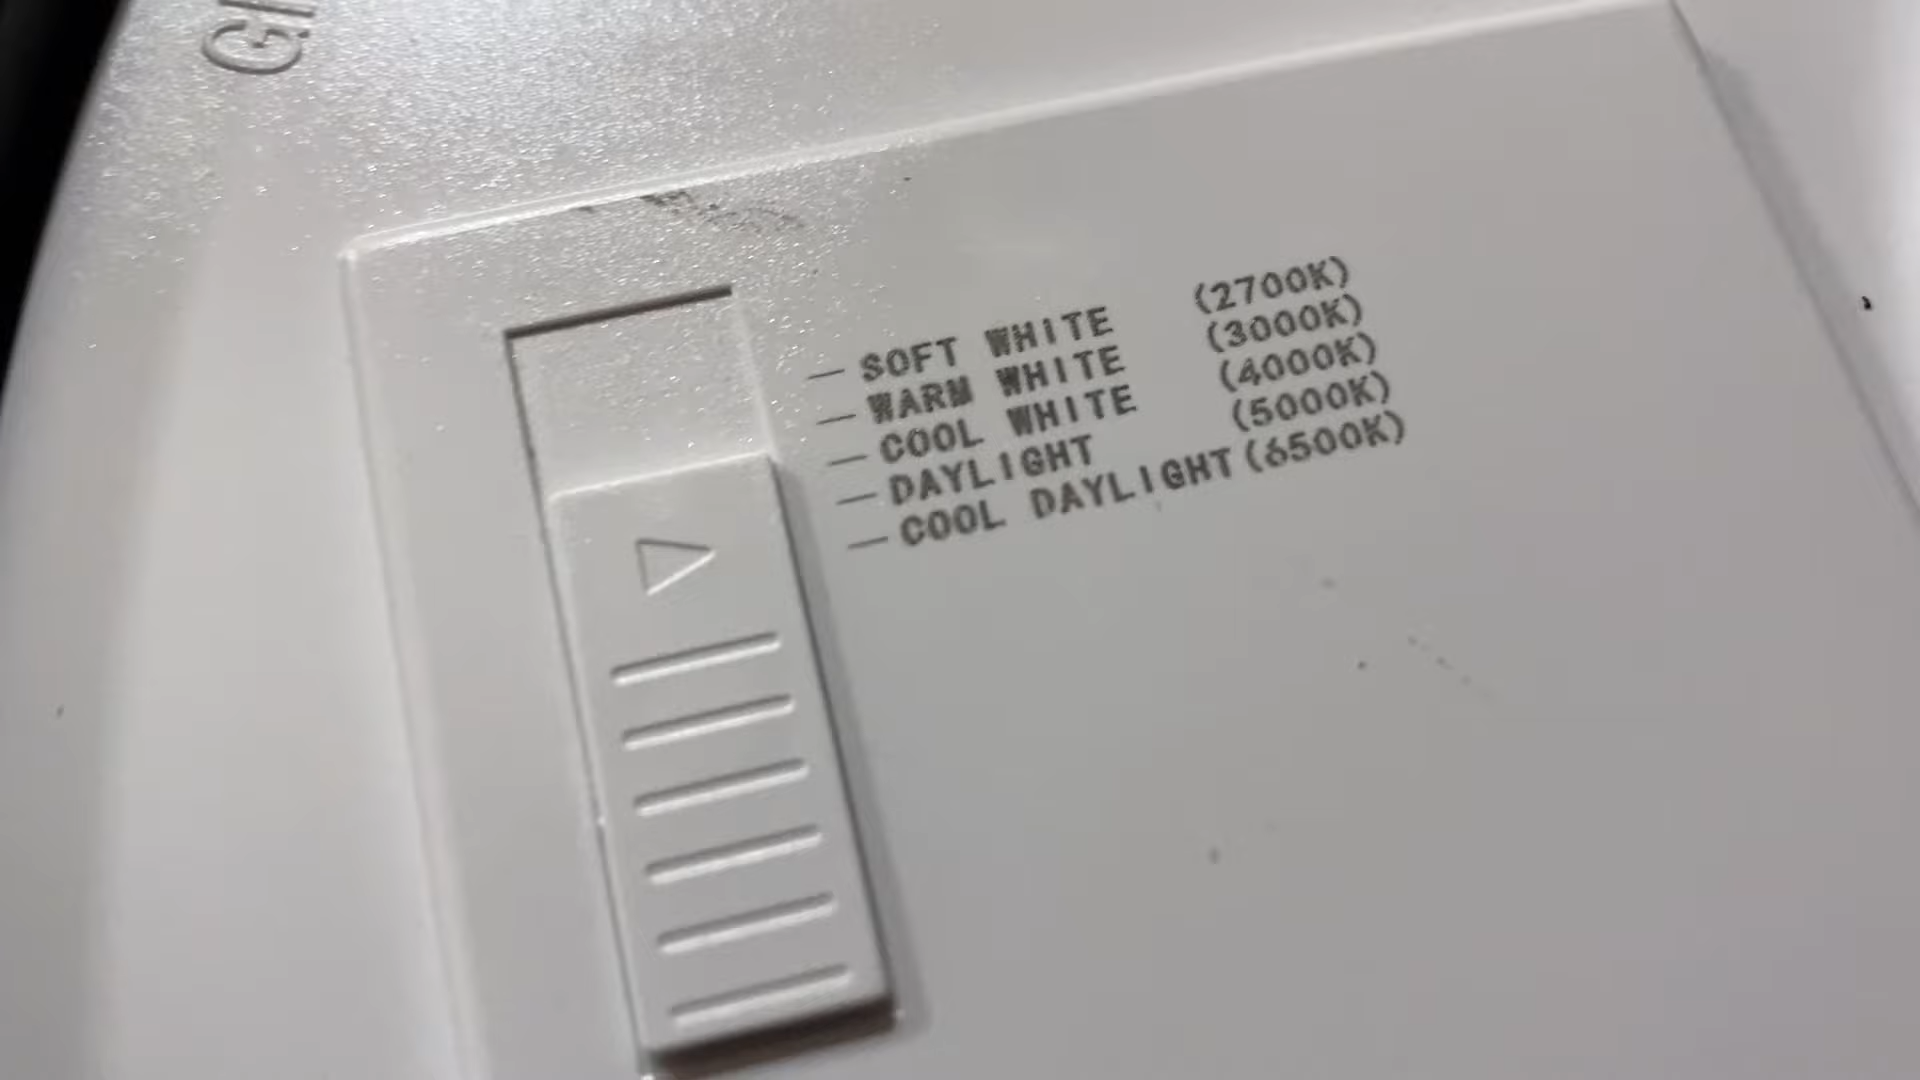 — SOFT WHITE (2700K)
— WARM WHITE (3000K)
— COOL WHITE (4000K)
— DAYLIGHT (5000K)
— COOL DAYLIGHT (6500K)